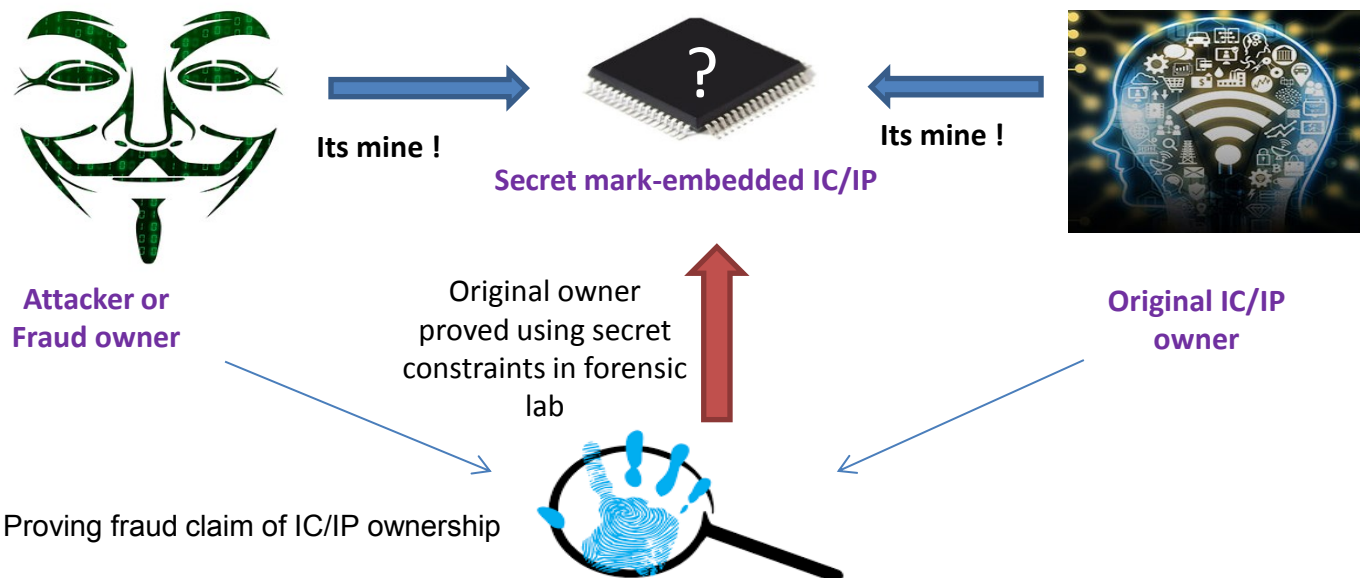 ?
Its mine !
Its mine !
Secret mark-embedded IC/IP
Attacker or
Fraud owner
Original owner
proved using secret
constraints in forensic
lab
Original IC/IP
owner
Proving fraud claim of IC/IP ownership